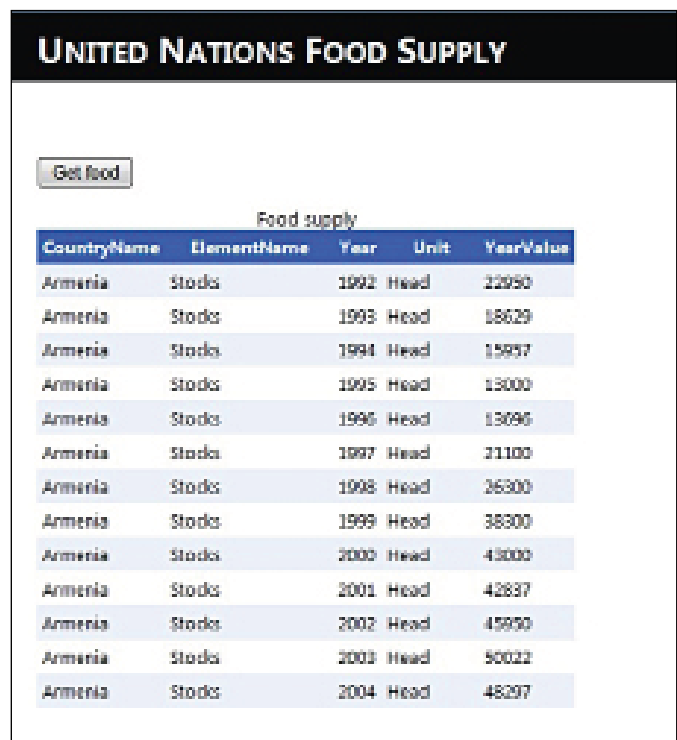 UNITED NATIONS FOOD SUPPLY
Get food
Food supply
CountryName ElementName Year Unit YearValue
Armenia Stocks 1992 Head 22950
Armenia Stocks 1993 Head 18629
Armenia Stocks 1994 Head 15957
Armenia Stocks 1995 Head 13000
Armenia Stocks 1996 Head 13696
Armenia Stocks 1997 Head 21100
Armenia Stocks 1998 Head 26300
Armenia Stocks 1999 Head 38300
Armenia Stocks 2000 Head 43000
Armenia Stocks 2001 Head 42837
Armenia Stocks 2002 Head 45950
Armenia Stocks 2003 Head 50022
Armenia Stocks 2004 Head 48297